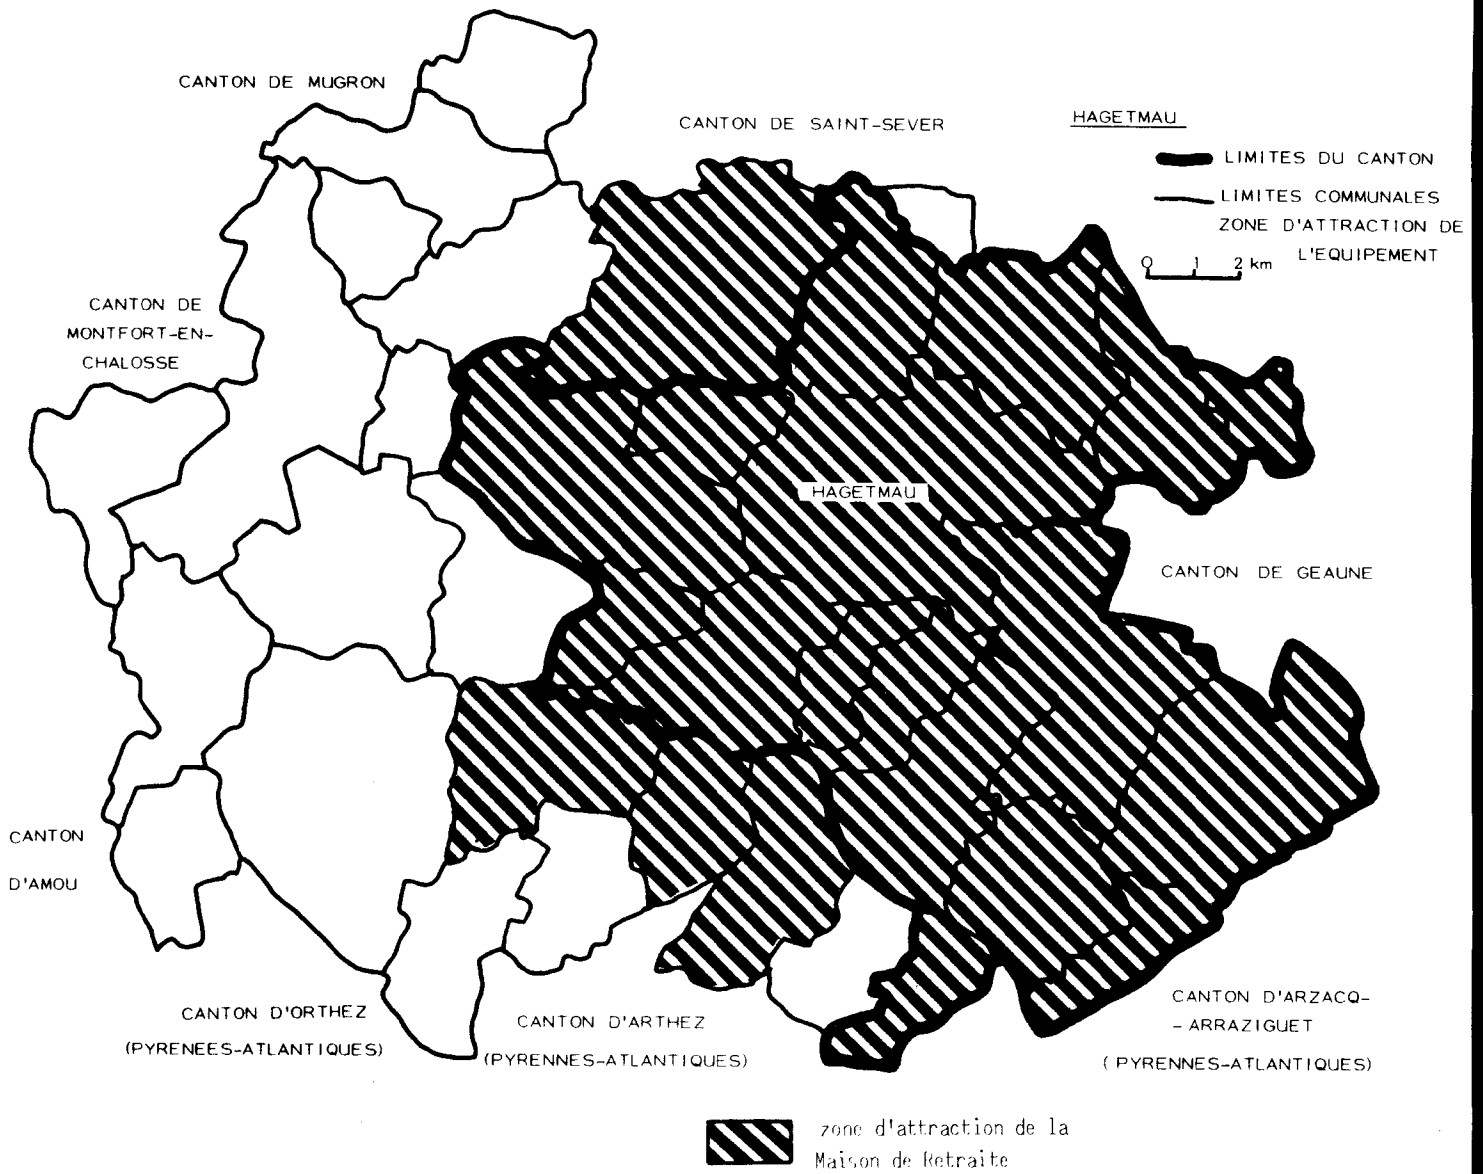 CANTON DE MUGRON
CANTON DE SAINT-SEVER
HAGETMAU
LIMITES DU CANTON
LIMITES COMMUNALES
ZONE D'ATTRACTION DE
L'EQUIPEMENT
0 1 2 km
CANTON DE
MONTFORT-EN-
CHALOSSE
HAGETMAU
CANTON DE GEAUNE
CANTON
D'AMOU
CANTON D'ORTHEZ
(PYRENEES-ATLANTIQUES)
CANTON D'ARTHEZ
(PYRENNES-ATLANTIQUES)
CANTON D'ARZACQ-
-ARRAZIGUET
(PYRENNES-ATLANTIQUES)
zone d'attraction de la
Maison de Retraite